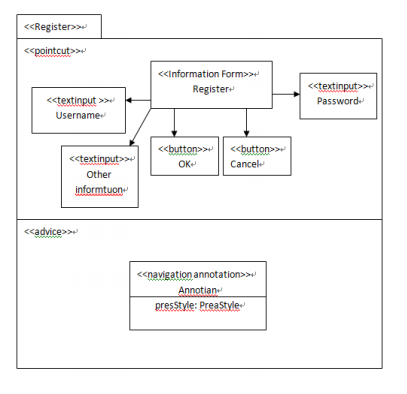 <<Register>>
<<pointcut>>
<<Information Form>>
Register
<<textinput >>
Username
<<textinput>>
Password
<<textinput>>
Other
informtuon
<<button>>
OK
<<button>>
Cancel
<<advice>>
<<navigation annotation>>
Annotian
presStyle: PreaStyle